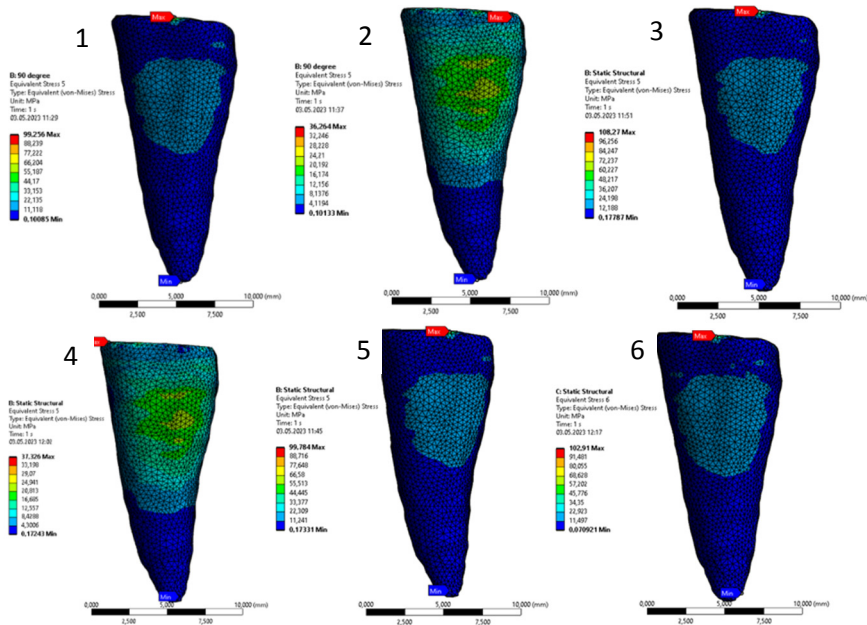 1
Max
B: 90 degree
Equivalent Stress 5
Type: Equivalent (von-Mises) Stress
Unit: MPa
Time: 1 s
03.05.2023 11:29
99,256 Max
88,239
77,222
66,204
55,187
44,17
33,153
22,135
11,118
0,10085 Min
Min
0,000 5,000 10,000 (mm)
2,500 7,500
2
Max
B: 90 degree
Equivalent Stress 5
Type: Equivalent (von-Mises) Stress
Unit: MPa
Time: 1 s
03.05.2023 11:37
36,264 Max
32,246
28,228
24,21
20,192
16,174
12,156
8,1376
4,1194
0,10133 Min
Min
0,000 5,000 10,000 (mm)
2,500 7,500
3
Max
B: Static Structural
Equivalent Stress 5
Type: Equivalent (von-Mises) Stress
Unit: MPa
Time: 1 s
03.05.2023 11:51
108,27 Max
96,256
84,247
72,237
60,227
48,217
36,207
24,198
12,188
0,17787 Min
Min
0,000 5,000 10,000 (mm)
2,500 7,500
4
B: Static Structural
Equivalent Stress 5
Type: Equivalent (von-Mises) Stress
Unit: MPa
Time: 1 s
03.05.2023 12:02
37,326 Max
33,198
29,07
24,941
20,813
16,685
12,557
8,4288
4,3006
0,17243 Min
Min
0,000 5,000 10,000 (mm)
2,500 7,500
5
Max
B: Static Structural
Equivalent Stress 5
Type: Equivalent (von-Mises) Stress
Unit: MPa
Time: 1 s
03.05.2023 11:45
99,784 Max
88,716
77,648
66,58
55,513
44,445
33,377
22,309
11,241
0,17331 Min
Min
0,000 5,000 10,000 (mm)
2,500 7,500
6
Max
C: Static Structural
Equivalent Stress 6
Type: Equivalent (von-Mises) Stress
Unit: MPa
Time: 1 s
03.05.2023 12:17
102,91 Max
91,481
80,055
68,628
57,202
45,776
34,35
22,923
11,497
0,070921 Min
Min
0,000 5,000 10,000 (mm)
2,500 7,500